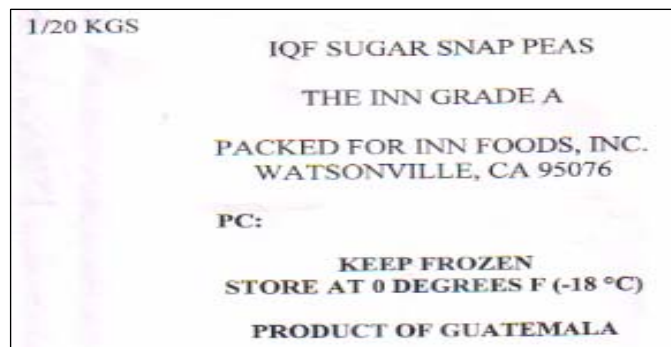 1/20 KGS
IQF SUGAR SNAP PEAS
THE INN GRADE A
PACKED FOR INN FOODS, INC.
WATSONVILLE, CA 95076
PC:
KEEP FROZEN
STORE AT 0 DEGREES F (-18 °C)
PRODUCT OF GUATEMALA